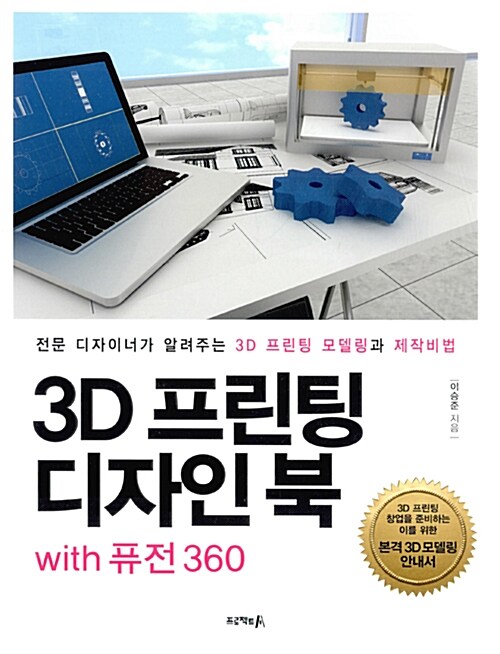 전문 디자이너가 알려주는 3D 프린팅 모델링과 제작비법
3D 프린팅
디자인 북
with 퓨전 360
이승준 지음
3D 프린팅
창업을 준비하는
이를 위한
본격 3D 모델링
안내서
프로젝트A